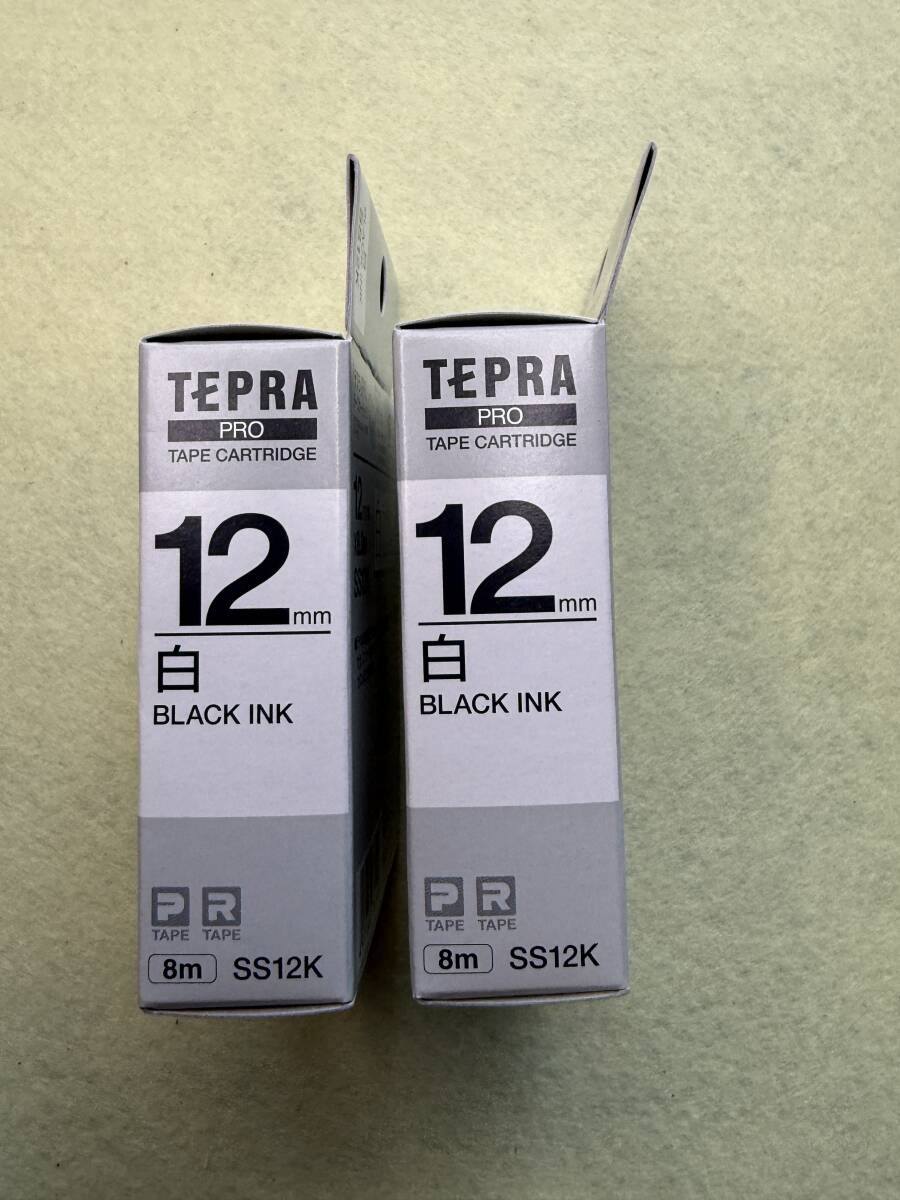 TEPRA
PRO
TAPE CARTRIDGE
12mm
白
BLACK INK
P R
TAPE TAPE
8m SS12K
TEPRA
PRO
TAPE CARTRIDGE
12mm
白
BLACK INK
P R
TAPE TAPE
8m SS12K